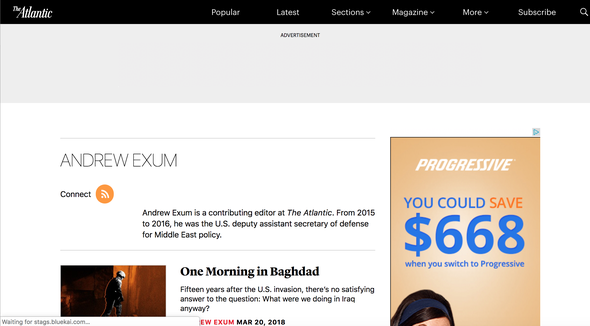 The Atlantic
Popular Latest Sections Magazine More Subscribe
ADVERTISEMENT
ANDREW EXUM
Connect
Andrew Exum is a contributing editor at The Atlantic. From 2015
to 2016, he was the U.S. deputy assistant secretary of defense
for Middle East policy.
One Morning in Baghdad
Fifteen years after the U.S. invasion, there's no satisfying
answer to the question: What were we doing in Iraq
anyway?
EW EXUM MAR 20, 2018
Waiting for stags.bluekai.com...
PROGRESSIVE
YOU COULD SAVE
$668
when you switch to Progressive